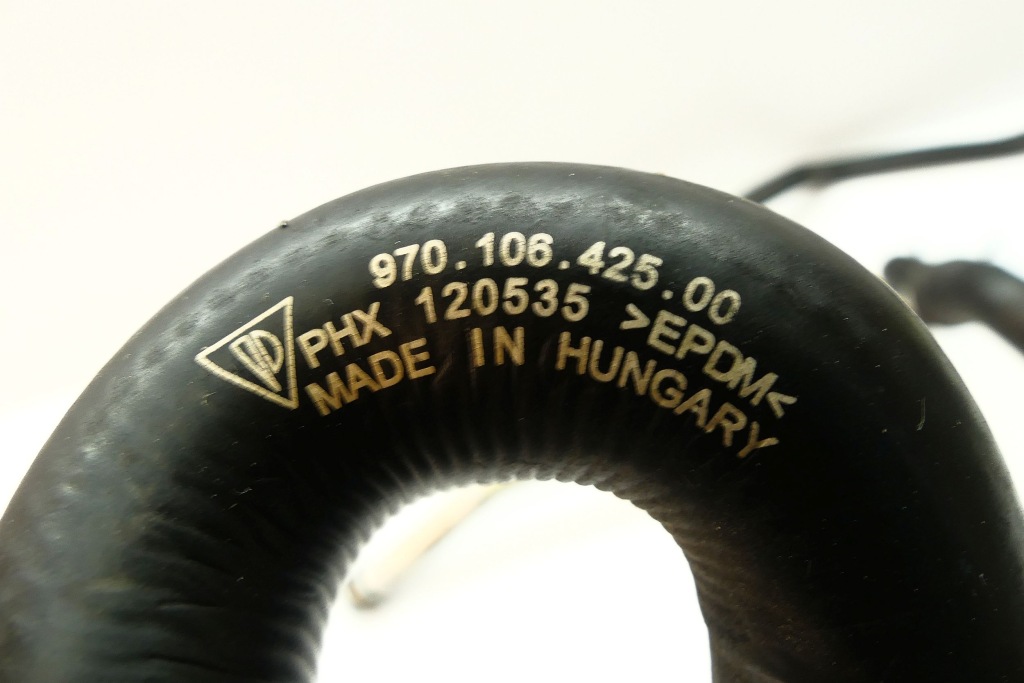 970.106.425.00
PHX 120535 >EPDM<
MADE IN HUNGARY